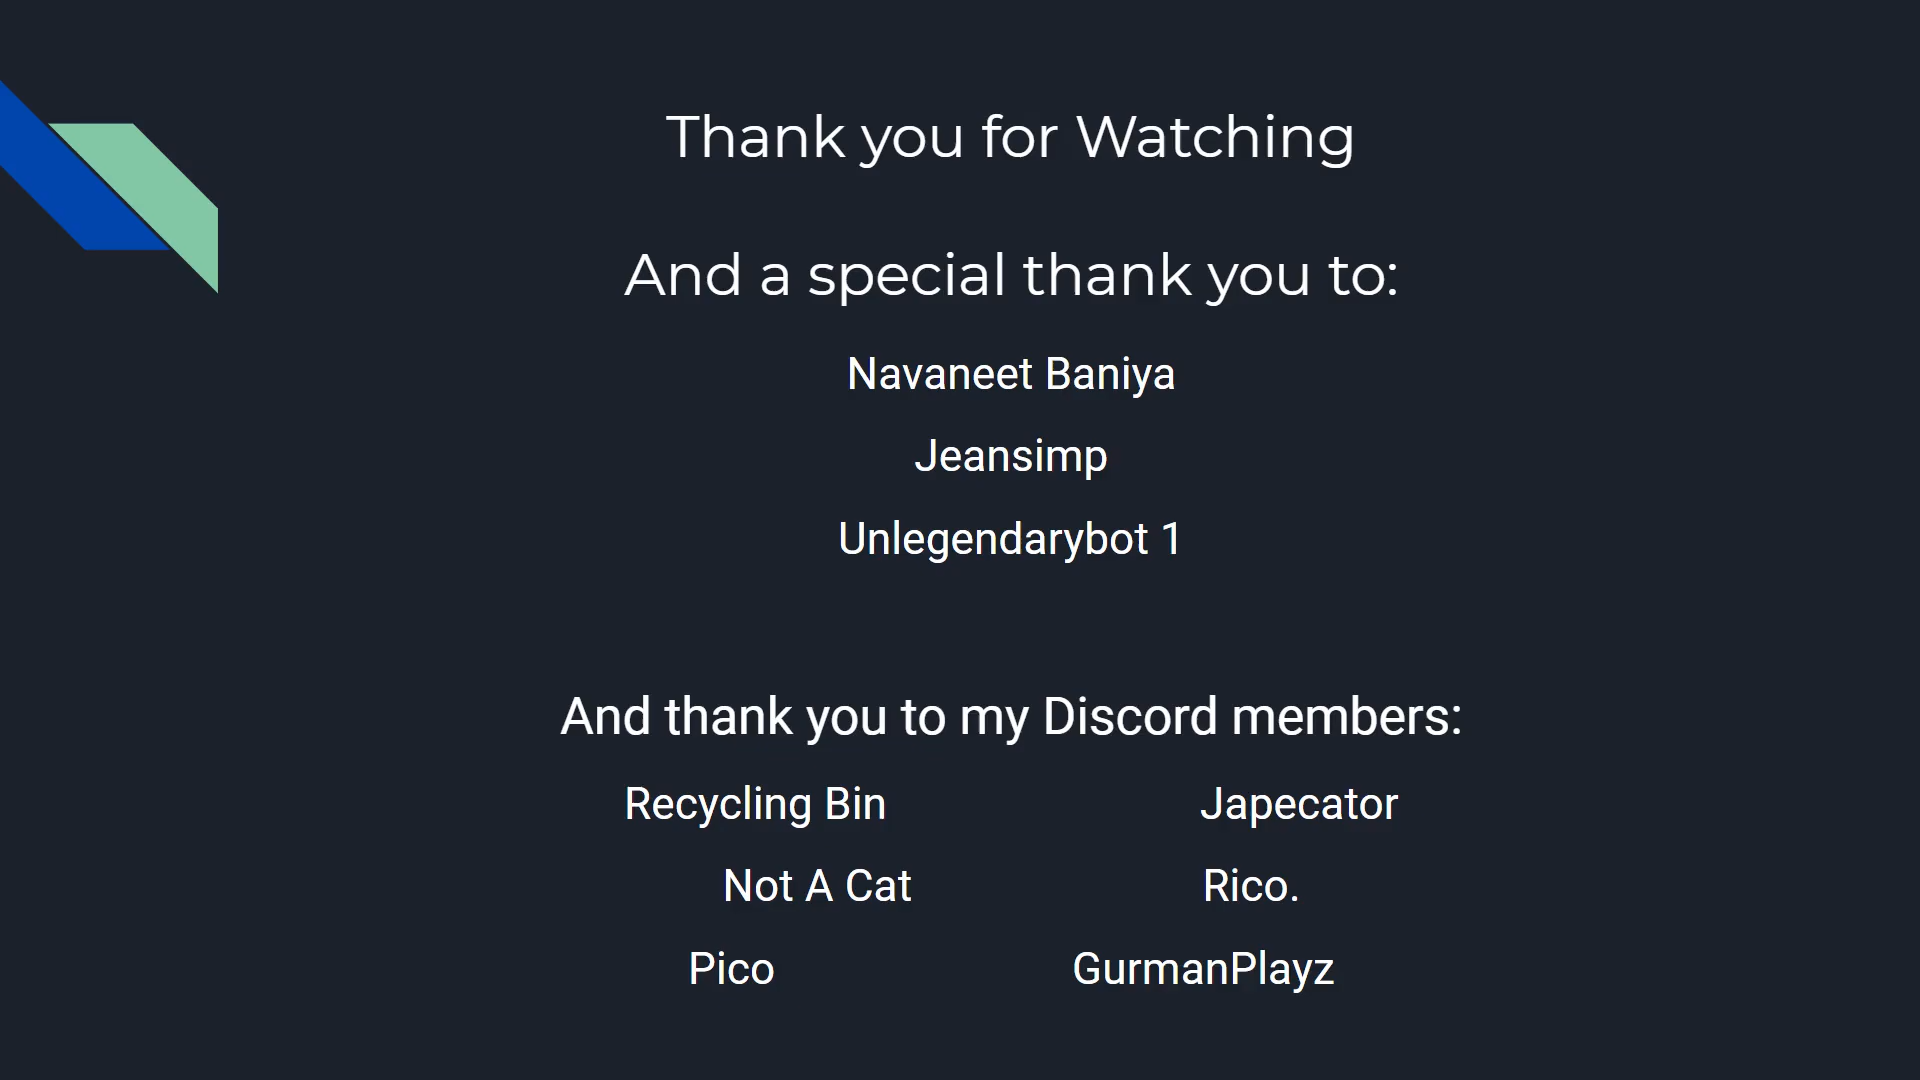 Thank you for Watching
And a special thank you to:
Navaneet Baniya
Jeansimp
Unlegendarybot 1
And thank you to my Discord members:
Recycling Bin Japecator
Not A Cat Rico.
Pico GurmanPlayz